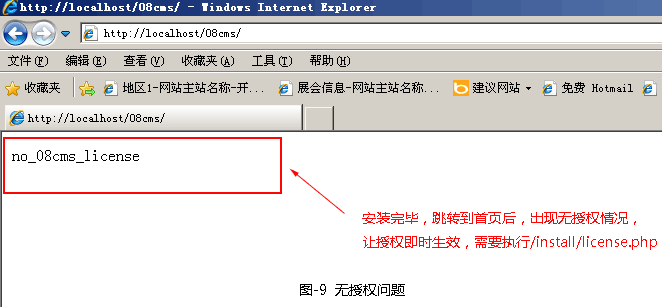 http://localhost/08cms/ - Windows Internet Explorer
http://localhost/08cms/
文件(F) 编辑(E) 查看(V) 收藏夹(A) 工具(T) 帮助(H)
收藏夹 地区1-网站主站名称-开... 展会信息-网站主站名称... 建议网站 免费 Hotmail
http://localhost/08cms/
no_08cms_license
安装完毕，跳转到首页后，出现无授权情况，
让授权即时生效，需要执行/install/license.php
图-9 无授权问题